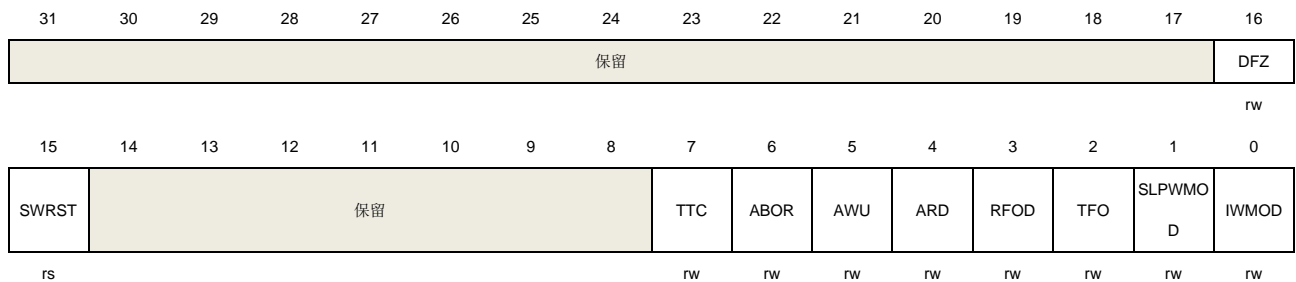 31 30 29 28 27 26 25 24 23 22 21 20 19 18 17 16
保留 DFZ
rw
15 14 13 12 11 10 9 8 7 6 5 4 3 2 1 0
SWRST 保留 TTC ABOR AWU ARD RFOD TFO SLPWMO
D IWMOD
rs rw rw rw rw rw rw rw rw